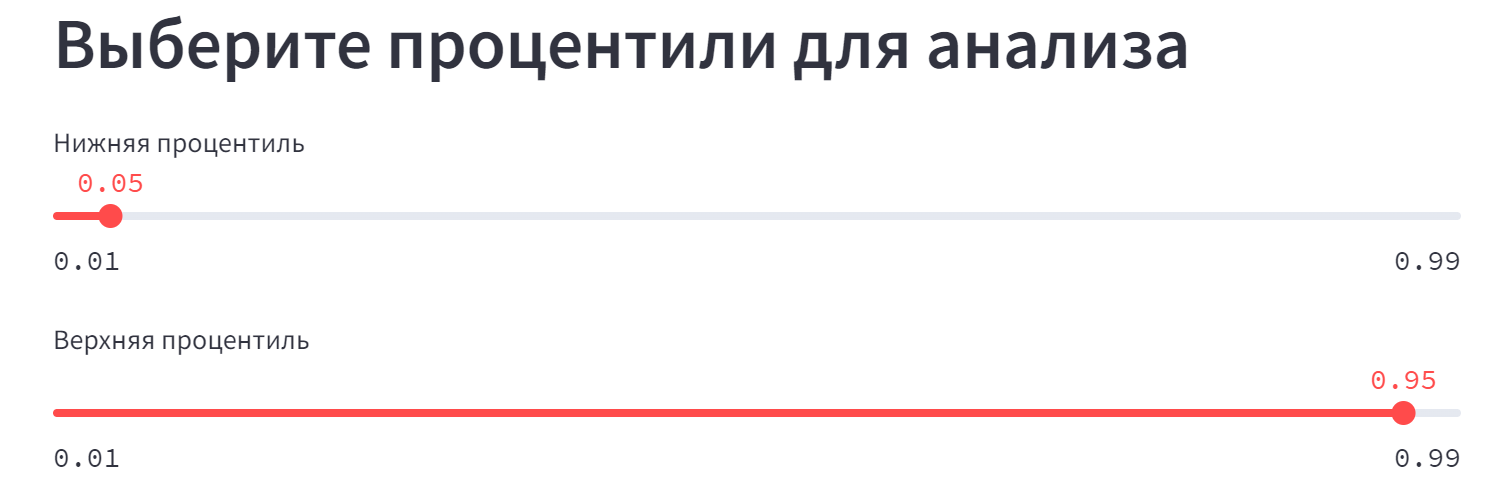 Выберите процентили для анализа
Нижняя процентиль
0.05
0.01 0.99
Верхняя процентиль
0.95
0.01 0.99